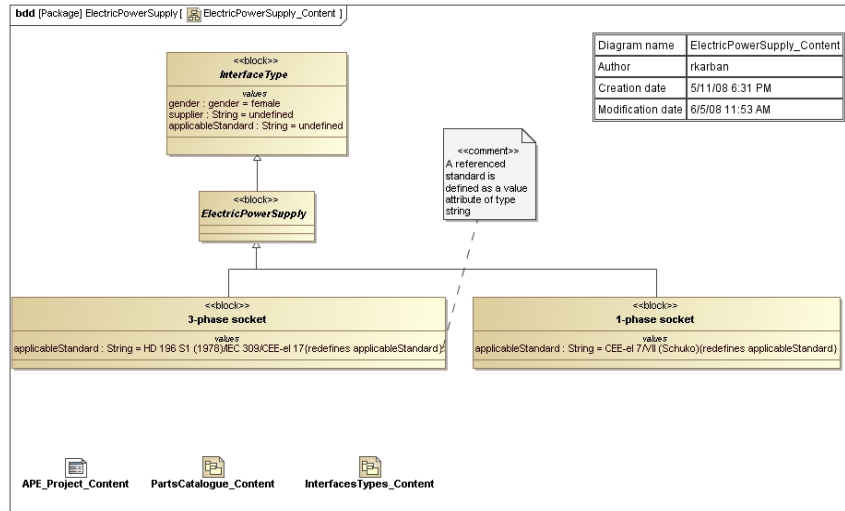 bdd [Package] ElectricPowerSupply [ ElectricPowerSupply_Content ]
Diagram name ElectricPowerSupply_Content
Author rkarban
Creation date 5/11/08 6:31 PM
Modification date 6/5/08 11:53 AM
<<block>>
InterfaceType
values
gender : gender = female
supplier : String = undefined
applicableStandard : String = undefined
<<comment>>
A referenced
standard is
defined as a value
attribute of type
string
<<block>>
ElectricPowerSupply
<<block>>
3-phase socket
values
applicableStandard : String = HD 196 S1 (1978)/IEC 309/CEE-el 17{redefines applicableStandard}
<<block>>
1-phase socket
values
applicableStandard : String = CEE-el 7/VII (Schuko){redefines applicableStandard}
APE_Project_Content
PartsCatalogue_Content
InterfacesTypes_Content